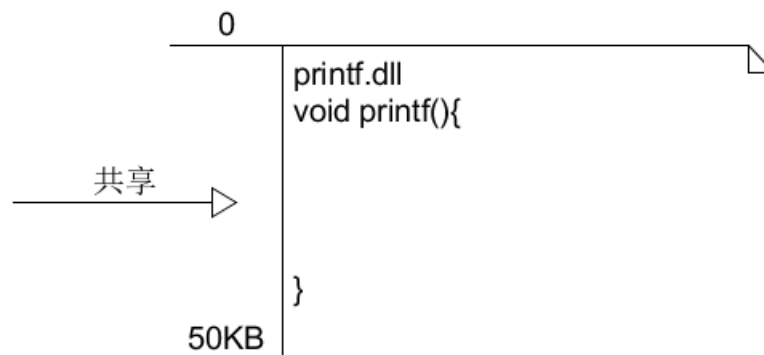 0
printf.dll
void printf(){
共享
}
50KB